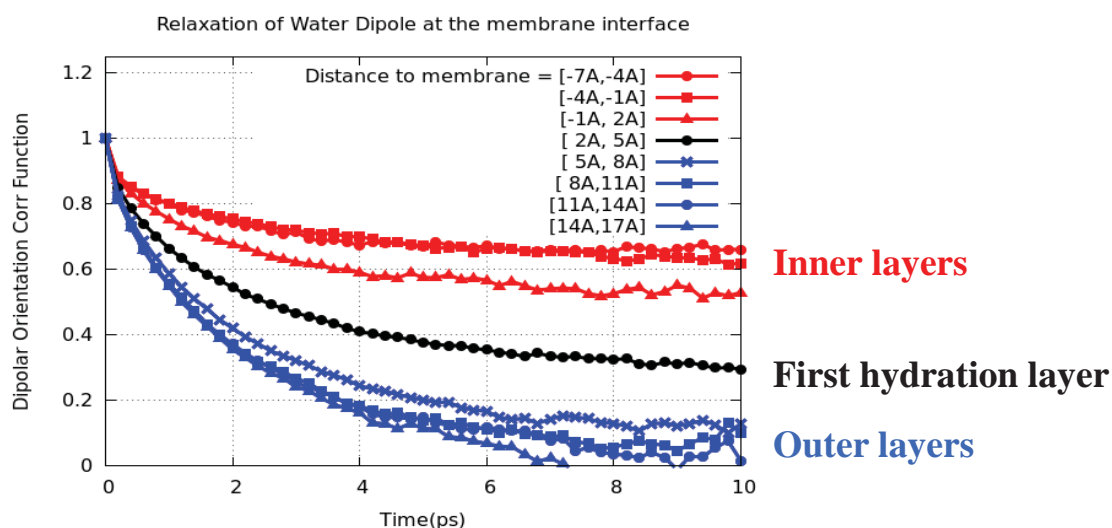 Relaxation of Water Dipole at the membrane interface
Dipolar Orientation Corr Function
1.2
1
0.8
0.6
0.4
0.2
0
Distance to membrane = [-7A,-4A]
[-4A,-1A]
[-1A, 2A]
[ 2A, 5A]
[ 5A, 8A]
[ 8A,11A]
[11A,14A]
[14A,17A]
Inner layers
First hydration layer
Outer layers
0 2 4 6 8 10
Time(ps)